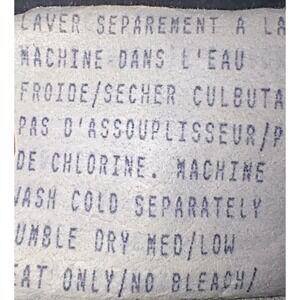 LAVER SEPAREMENT A LA
MACHINE DANS L'EAU
FROIDE/SECHER CULBUTA
PAS D'ASSOUPLISSEUR/P
DE CHLORINE. MACHINE
WASH COLD SEPARATELY
UMBLE DRY MED/LOW
EAT ONLY/NO BLEACH/